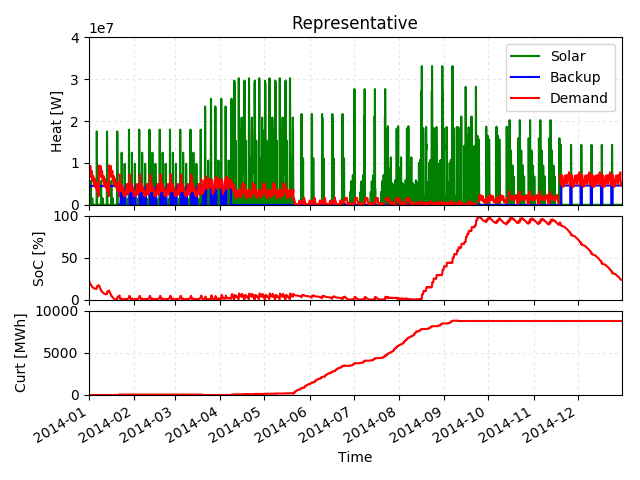 Representative
1e7
4
3
2
1
0
Heat [W]
Solar
Backup
Demand
100
50
0
SoC [%]
10000
5000
0
Curt [MWh]
2014-01
2014-02
2014-03
2014-04
2014-05
2014-06
2014-07
2014-08
2014-09
2014-10
2014-11
2014-12
Time